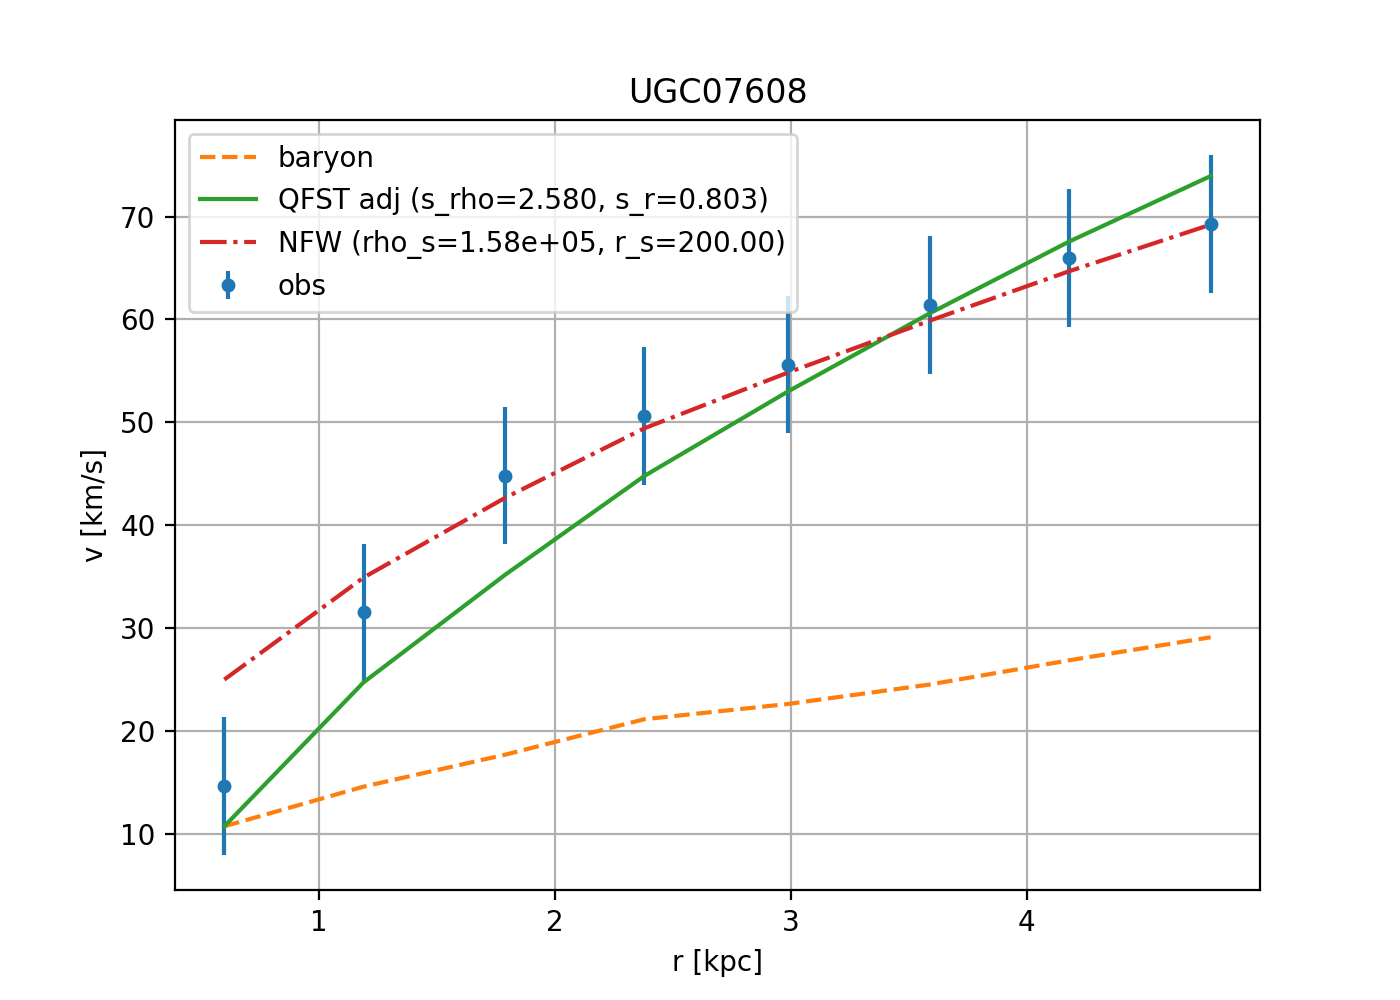 UGC07608
baryon
QFST adj (s_rho=2.580, s_r=0.803)
NFW (rho_s=1.58e+05, r_s=200.00)
obs
70
60
50
40
30
20
10
v [km/s]
1 2 3 4
r [kpc]